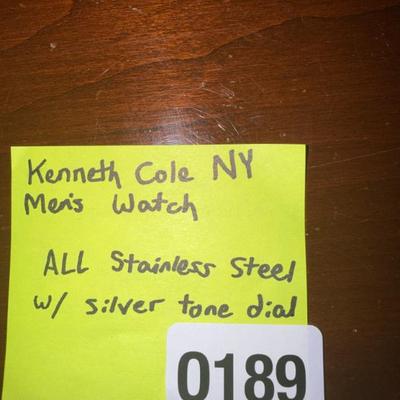 Kenneth Cole NY
Men's Watch
ALL Stainless Steel
w/ silver tone dial
0189